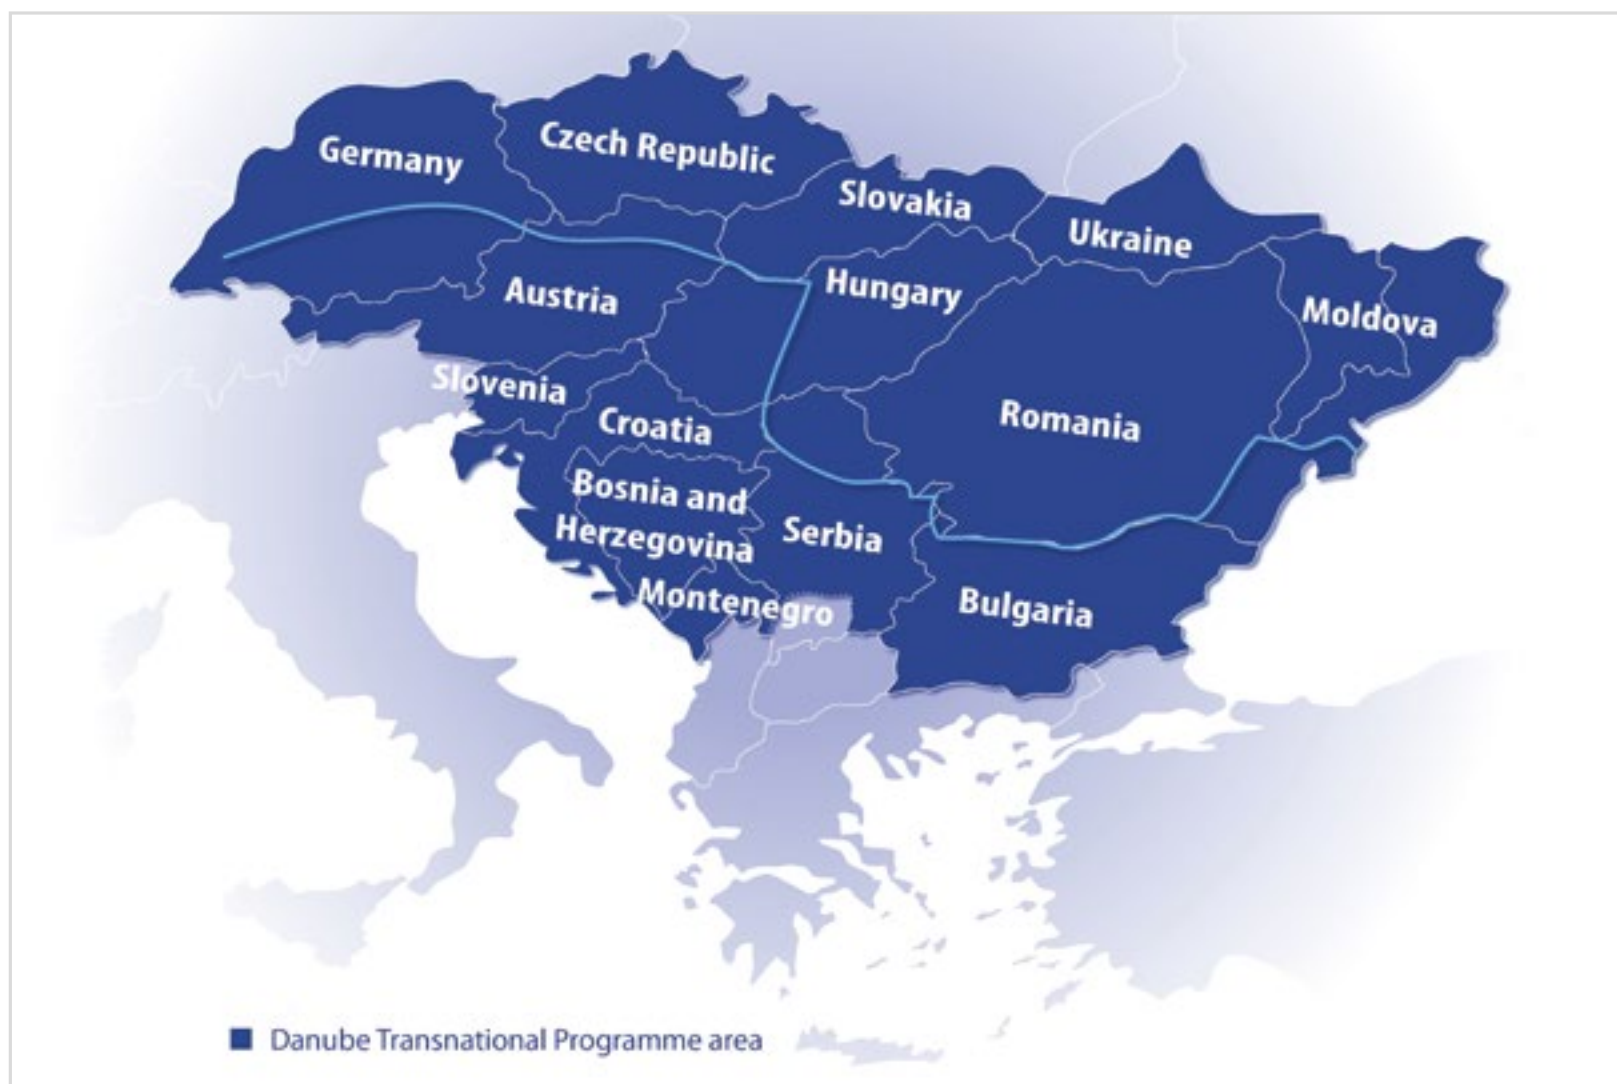 Germany
Czech Republic
Slovakia
Ukraine
Austria
Hungary
Moldova
Slovenia
Croatia
Romania
Bosnia and
Herzegovina
Serbia
Montenegro
Bulgaria
Danube Transnational Programme area